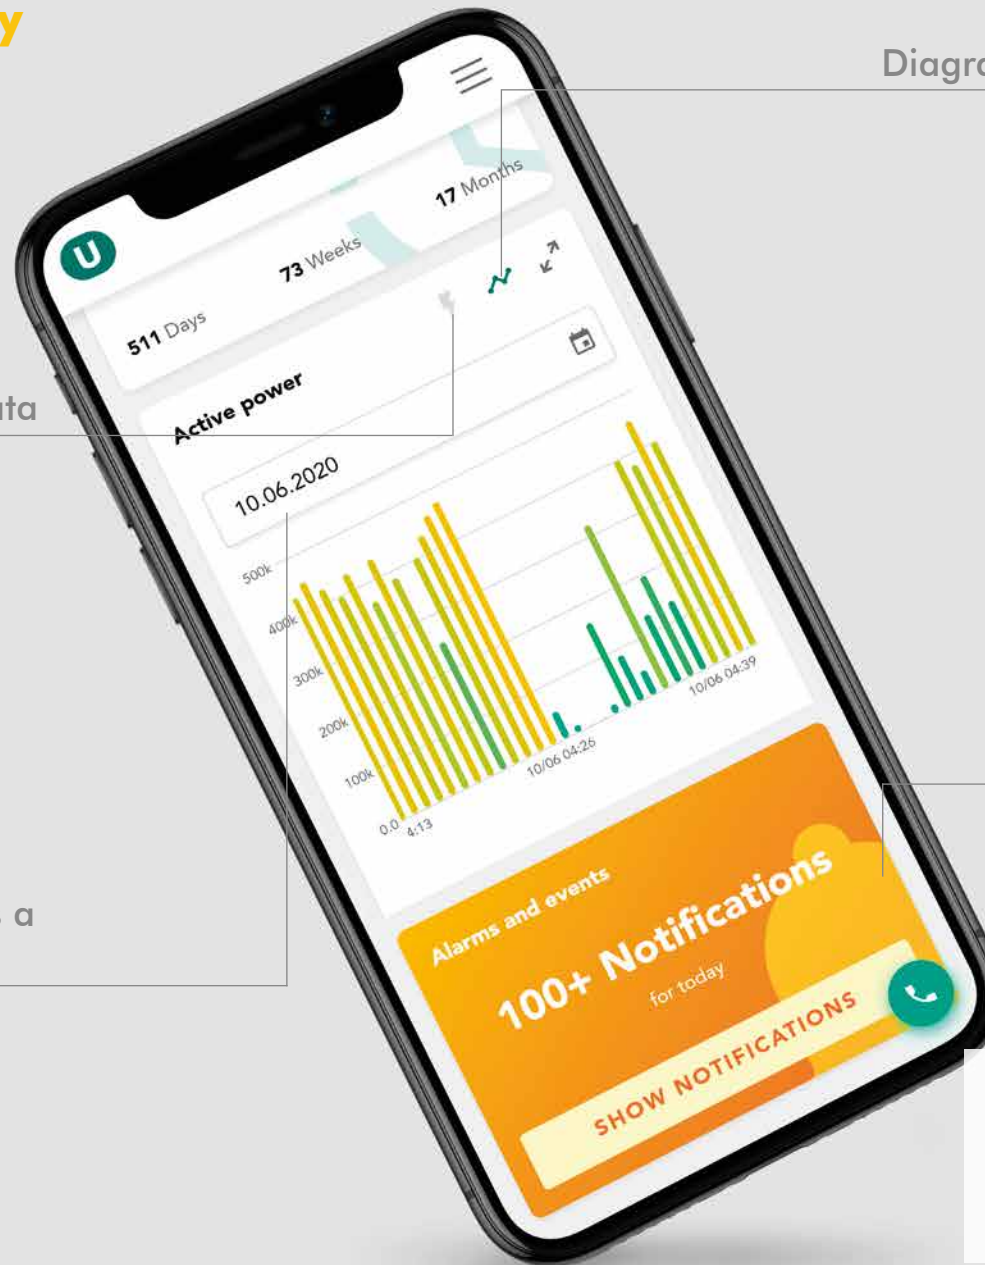 y
Diagra
U
511 Days
73 Weeks
17 Months
ata
Active power
10.06.2020
500k
400k
300k
200k
100k
0.0
4:13
10/06 04:26
10/06 04:39
a
Alarms and events
100+ Notifications
for today
SHOW NOTIFICATIONS